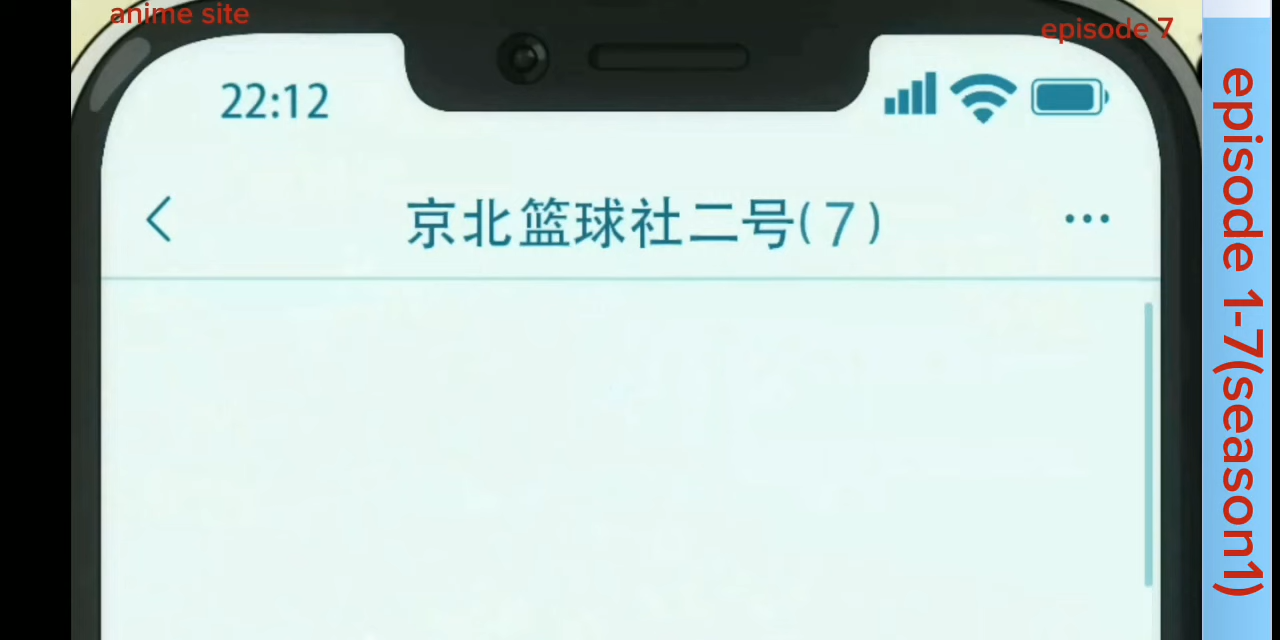 anime site
episode 7
22:12
京北篮球社二号(7)
episode 1-7(season1)